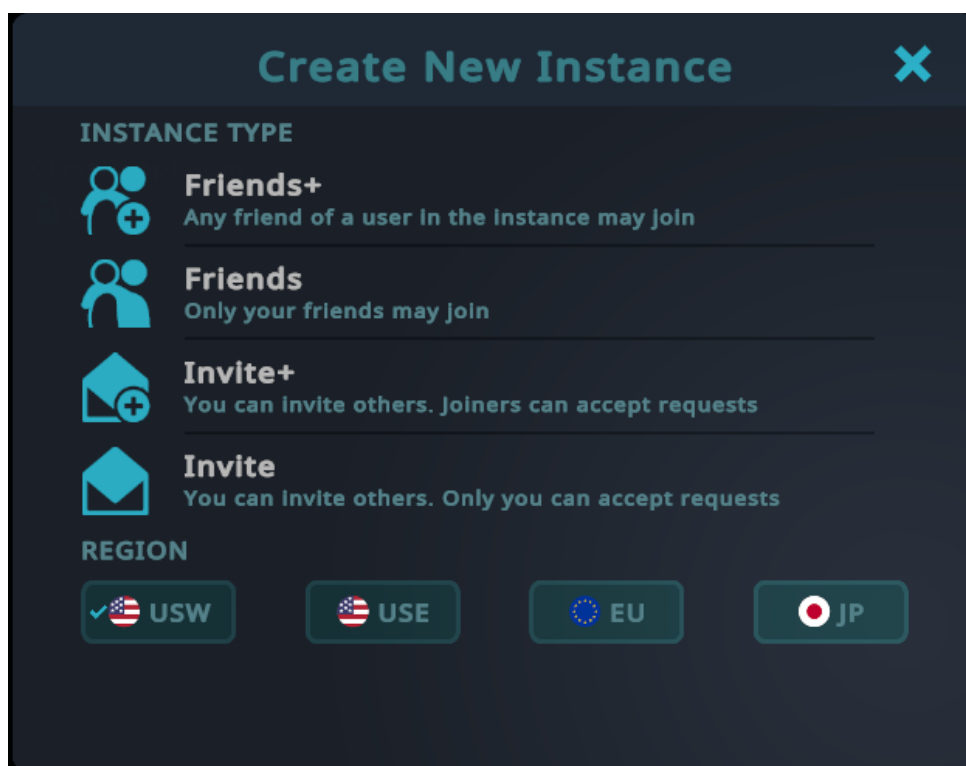 Create New Instance
INSTANCE TYPE
Friends+
Any friend of a user in the instance may join
Friends
Only your friends may join
Invite+
You can invite others. Joiners can accept requests
Invite
You can invite others. Only you can accept requests
REGION
USW USE EU JP